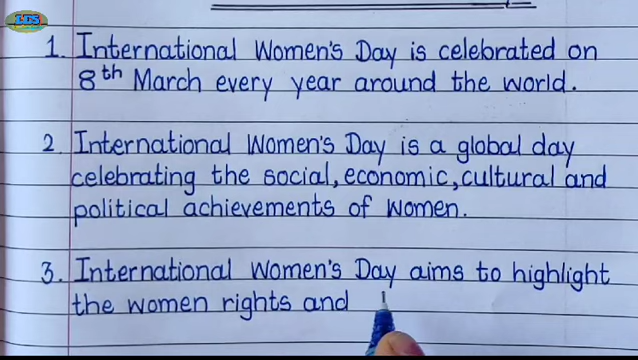 LTS
1. International Women's Day is celebrated on
8th March every year around the world.
2. International Women's Day is a global day
celebrating the social, economic, cultural and
political achievements of women.
3. International Women's Day aims to highlight
the women rights and